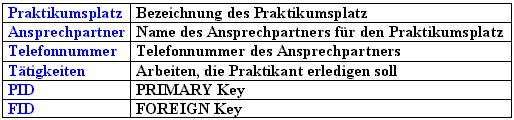 Praktikumsplatz Bezeichnung des Praktikumsplatz
Ansprechpartner Name des Ansprechpartners für den Praktikumsplatz
Telefonnummer Telefonnummer des Ansprechpartners
Tätigkeiten Arbeiten, die Praktikant erledigen soll
PID PRIMARY Key
FID FOREIGN Key